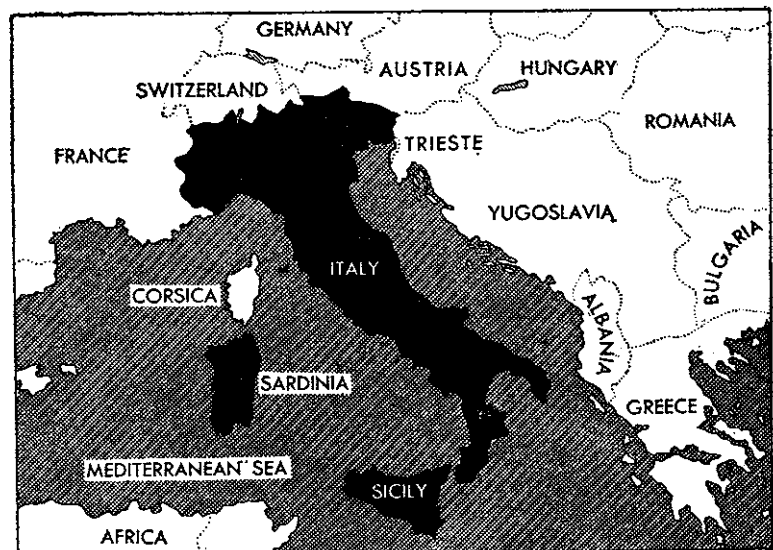 GERMANY
AUSTRIA
HUNGARY
SWITZERLAND
ROMANIA
TRIESTE
FRANCE
YUGOSLAVIA
BULGARIA
ITALY
CORSICA
ALBANIA
SARDINIA
GREECE
MEDITERRANEAN SEA
SICILY
AFRICA